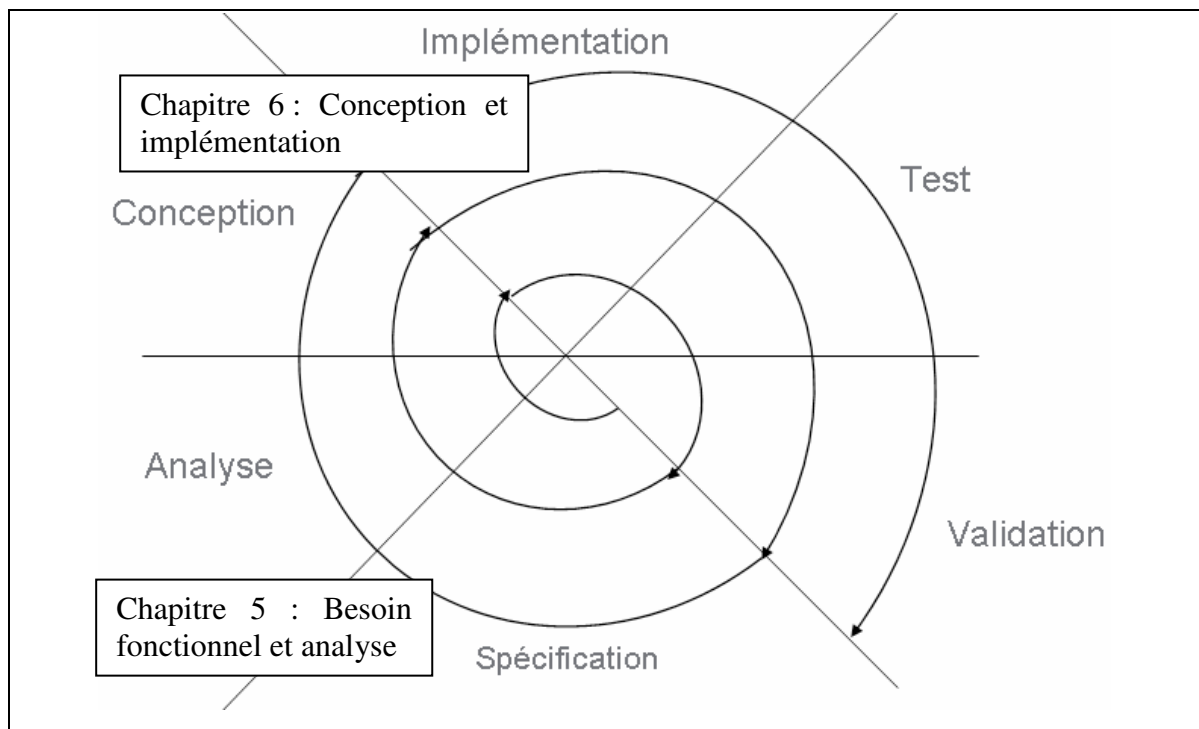 Implémentation
Chapitre 6 : Conception et
implémentation
Test
Conception
Analyse
Validation
Chapitre 5 : Besoin
fonctionnel et analyse
Spécification